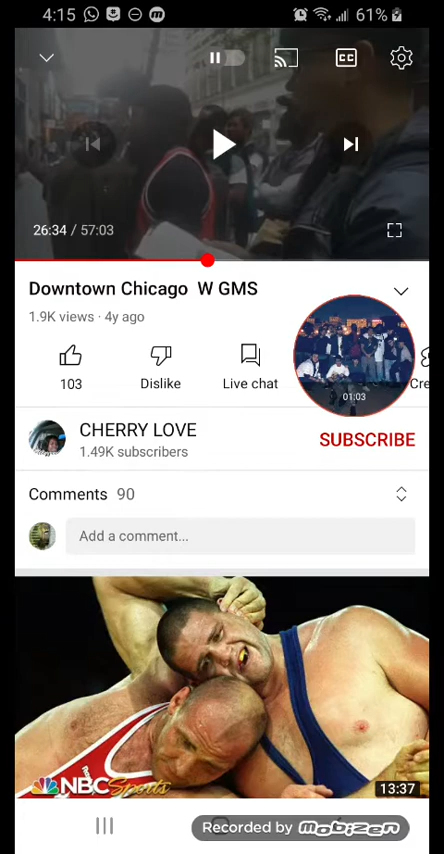 4:15
61%
CC
26:34 / 57:03
Downtown Chicago W GMS
1.9K views · 4y ago
01:03
103
Dislike
Live chat
Cre
CHERRY LOVE
1.49K subscribers
SUBSCRIBE
Comments 90
Add a comment...
NBC Sports
13:37
Recorded by MOBIZEN